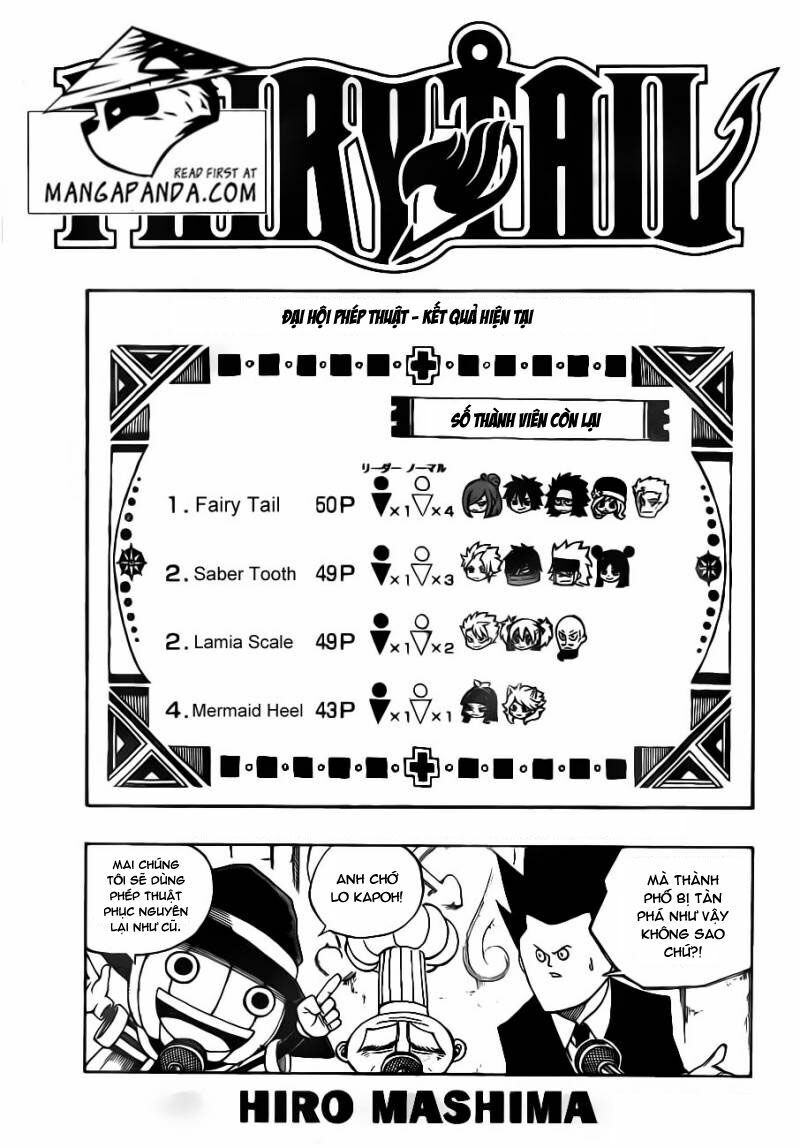 FAIRY TAIL
READ FIRST AT
MANGAPANDA.COM
ĐẠI HỘI PHÉP THUẬT - KẾT QUẢ HIỆN TẠI
SỐ THÀNH VIÊN CÒN LẠI
リーダー ノーマル
1. Fairy Tail 50P ×1 ×4
2. Saber Tooth 49P ×1 ×3
2. Lamia Scale 49P ×1 ×2
4. Mermaid Heel 43P ×1 ×1
MÀ THÀNH
PHỐ BỊ TÀN
PHÁ NHƯ VẬY
KHÔNG SAO
CHỨ?!
ANH CHỚ
LO KAPOH!
MAI CHÚNG
TÔI SẼ DÙNG
PHÉP THUẬT
PHỤC NGUYÊN
LẠI NHƯ CŨ.
HIRO MASHIMA